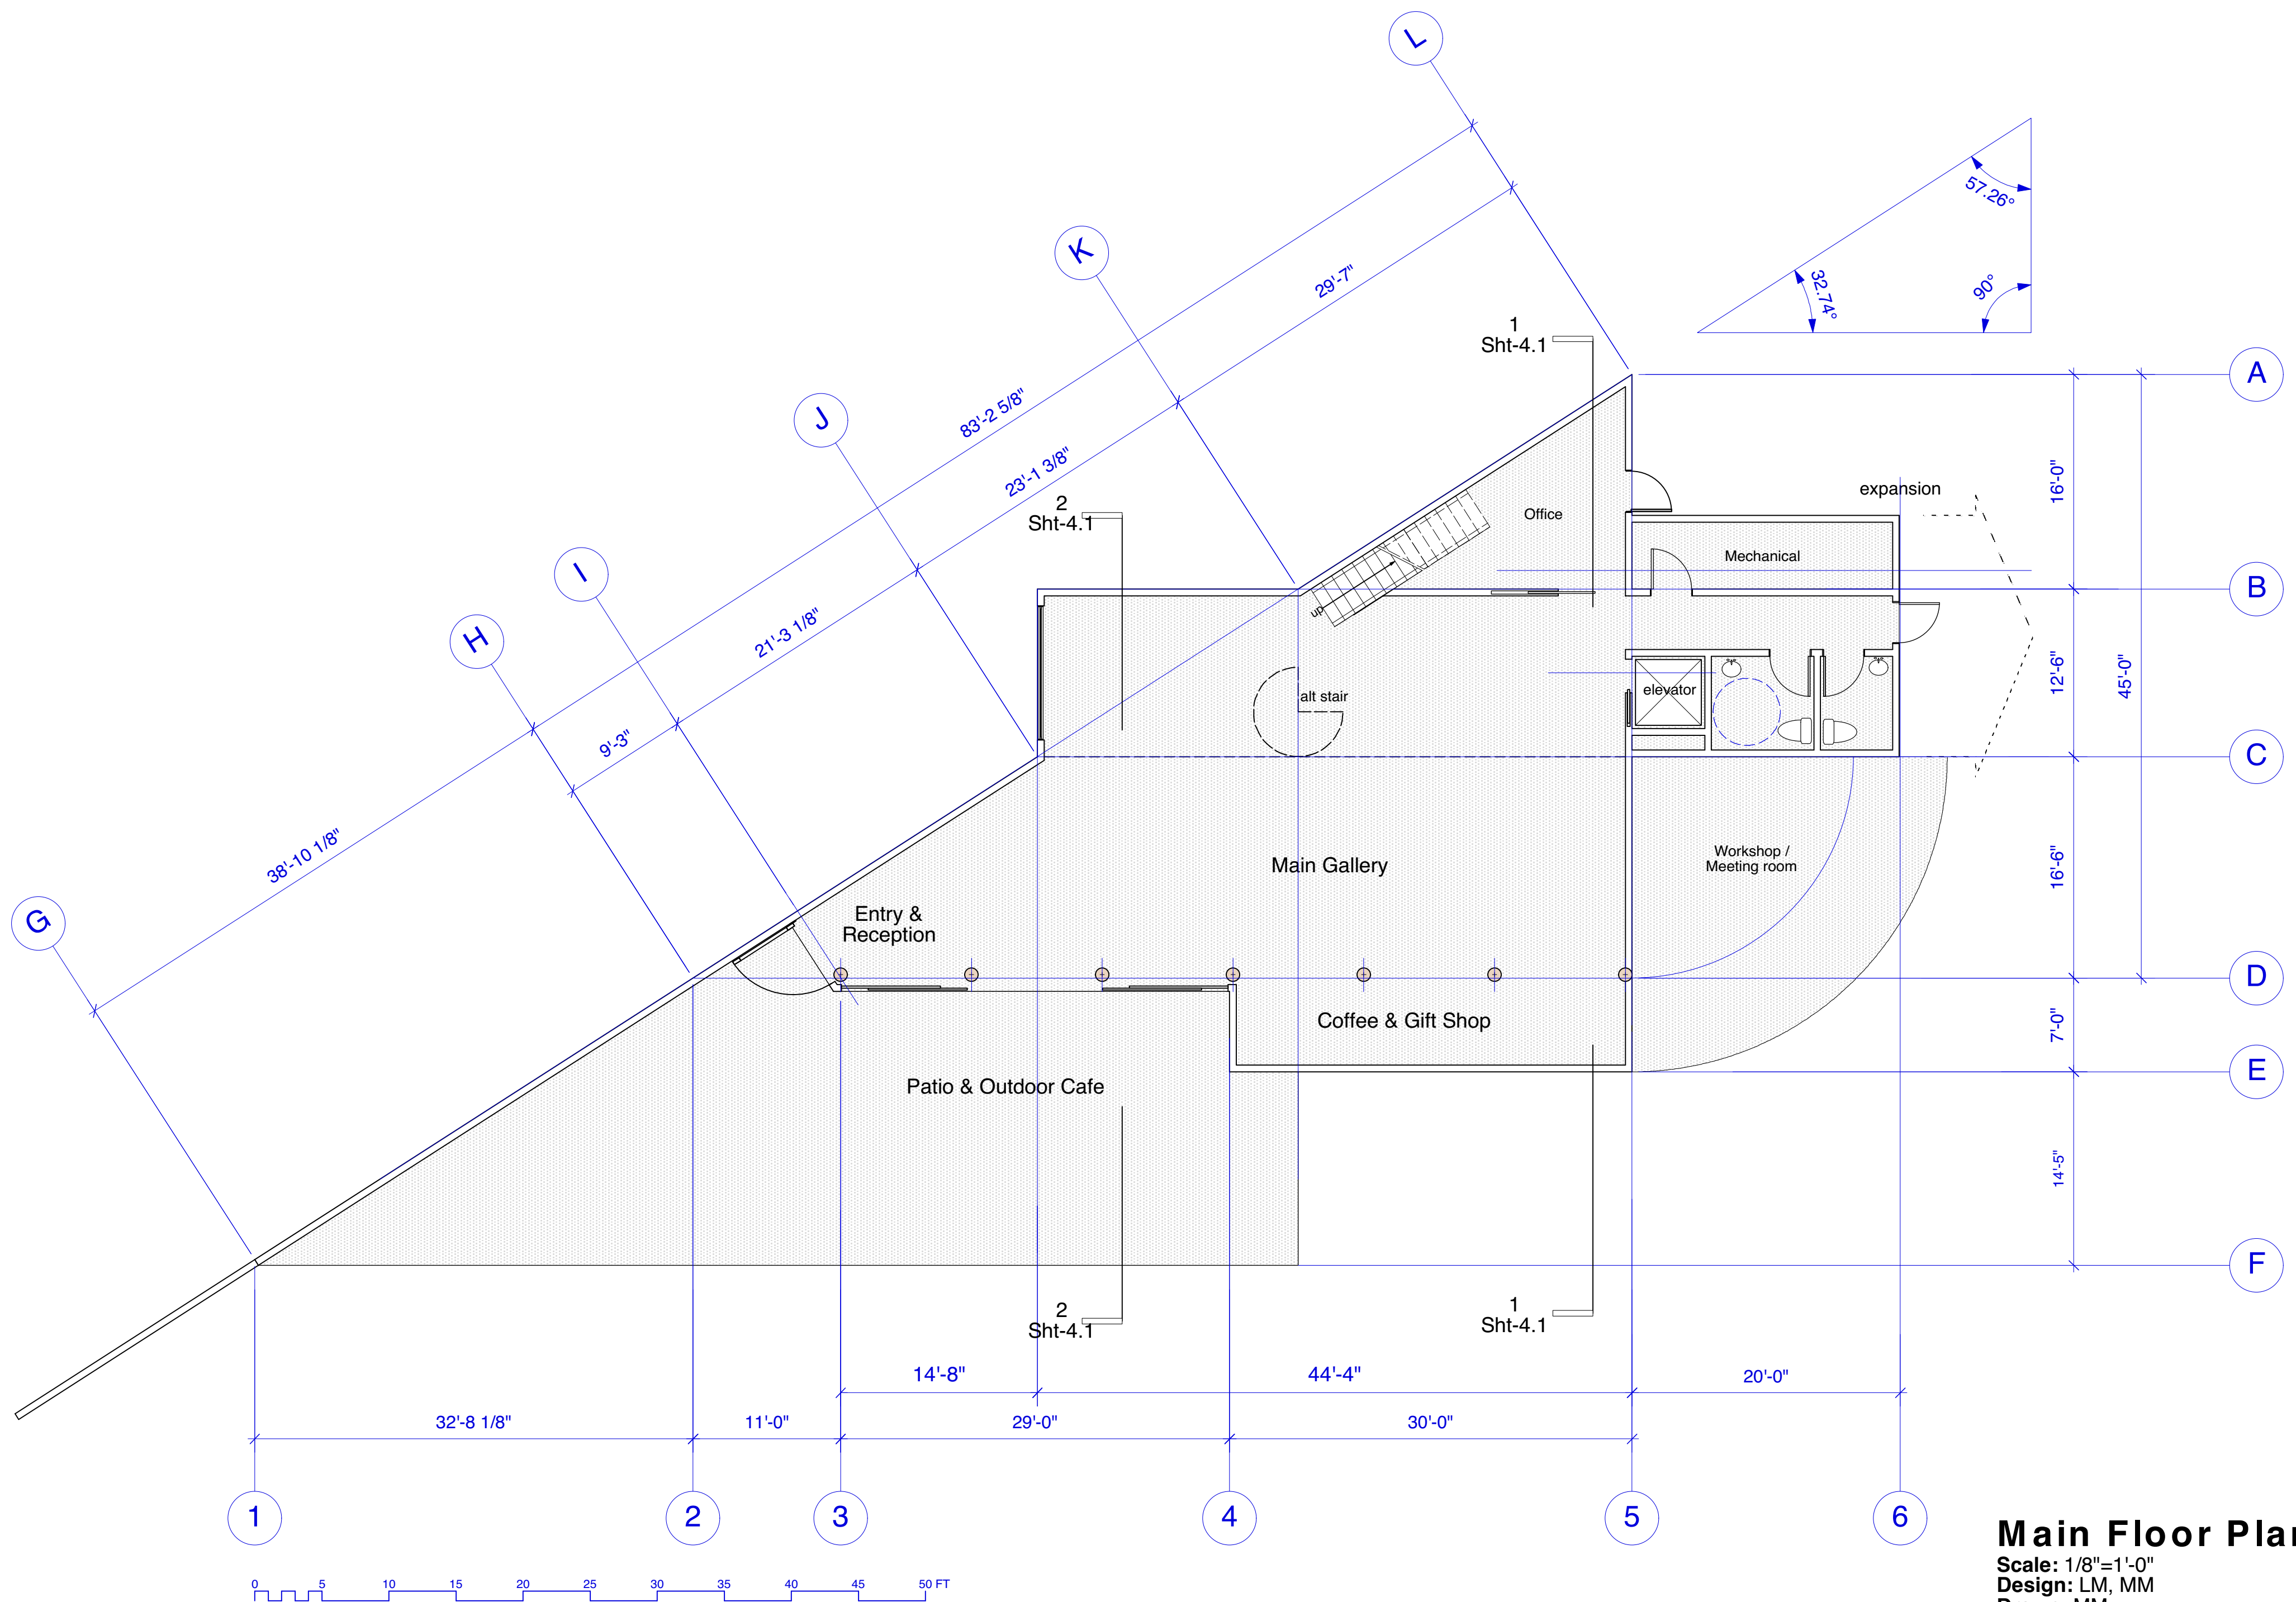 L
57.26°
32.74°
90°
K
29'-7"
1
Sht-4.1
A
83'-2 5/8"
J
23'-1 3/8"
16'-0"
expansion
2
Sht-4.1
Office
Mechanical
I
B
up
H
21'-3 1/8"
12'-6"
45'-0"
elevator
alt stair
9'-3"
C
38'-10 1/8"
Workshop /
Meeting room
16'-6"
Main Gallery
G
Entry &
Reception
D
Coffee & Gift Shop
7'-0"
E
Patio & Outdoor Cafe
14'-5"
F
2
Sht-4.1
1
Sht-4.1
14'-8"
44'-4"
20'-0"
32'-8 1/8"
11'-0"
29'-0"
30'-0"
1
2
3
4
5
6
Main Floor Pla
Scale: 1/8"=1'-0"
Design: LM, MM
0 5 10 15 20 25 30 35 40 45 50 FT